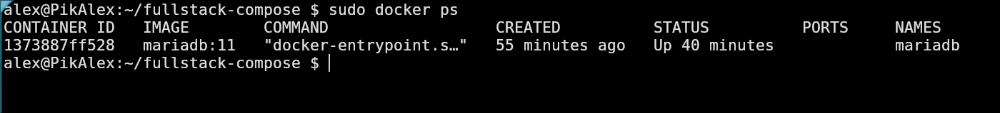 alex@PikAlex:~/fullstack-compose $ sudo docker ps
CONTAINER ID   IMAGE        COMMAND                  CREATED          STATUS          PORTS     NAMES
1373887ff528   mariadb:11   "docker-entrypoint.s…"   55 minutes ago   Up 40 minutes             mariadb
alex@PikAlex:~/fullstack-compose $